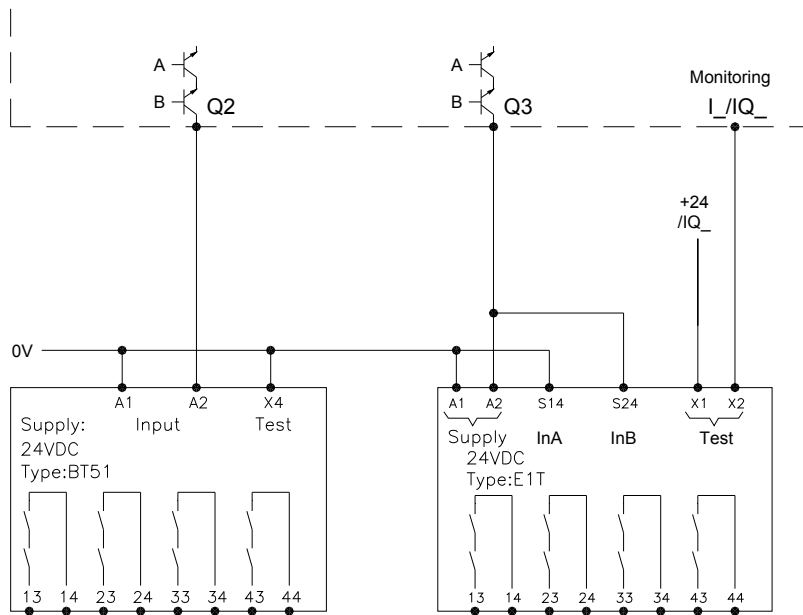 A
A
Monitoring
B
Q2
B
Q3
I_/IQ_
+24
/IQ_
0V
A1
A2
X4
A1
A2
S14
S24
X1
X2
Supply:
Input
Test
Supply
InA
InB
Test
24VDC
24VDC
Type:BT51
Type:E1T
13
14
23
24
33
34
43
44
13
14
23
24
33
34
43
44